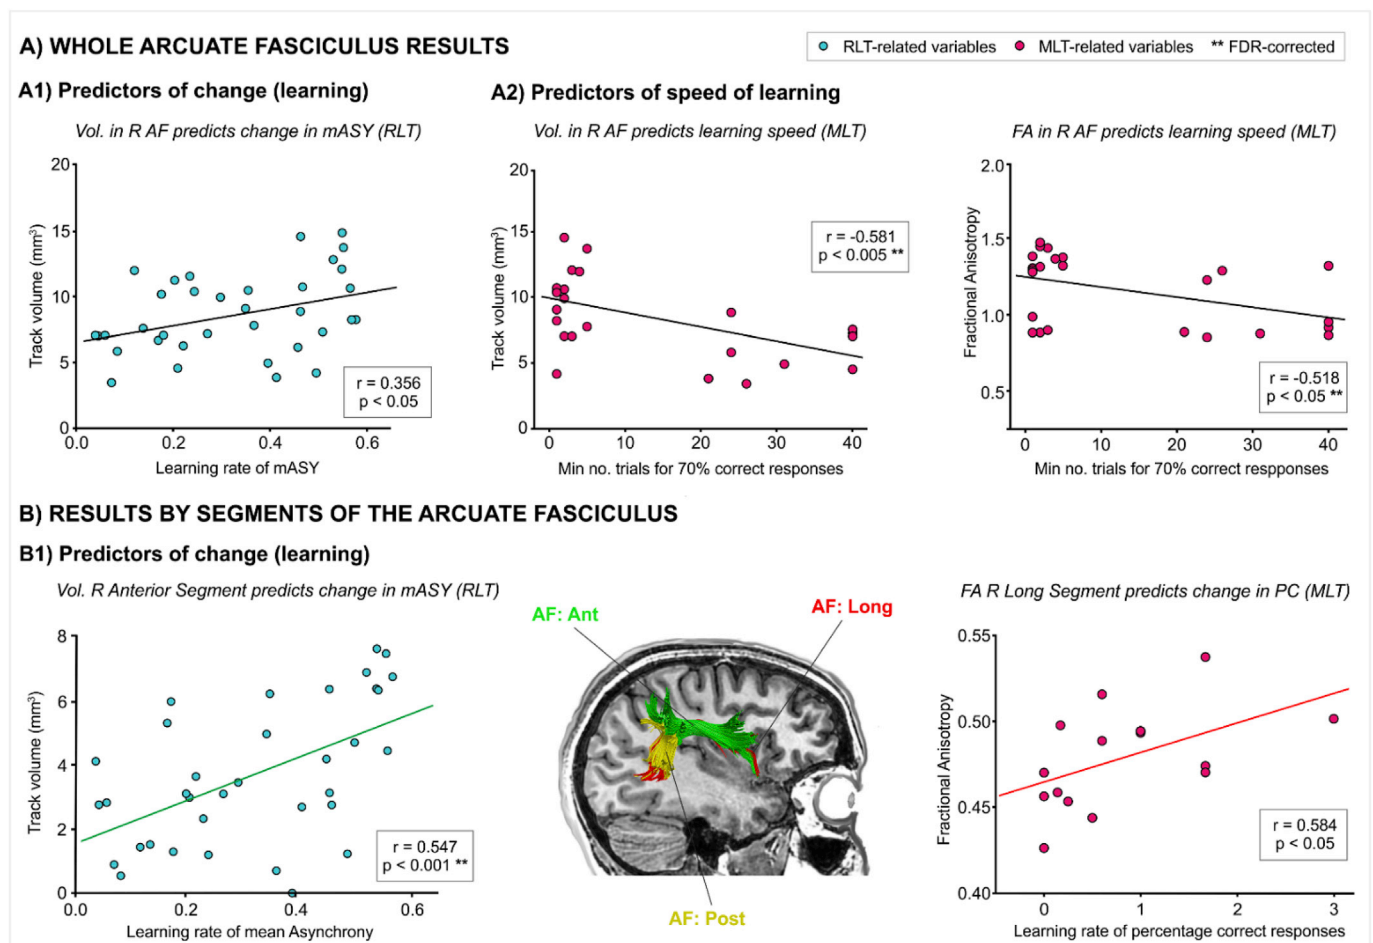 A) WHOLE ARCUATE FASCICULUS RESULTS
RLT-related variables MLT-related variables ** FDR-corrected
A1) Predictors of change (learning)
A2) Predictors of speed of learning
Vol. in R AF predicts change in mASY (RLT)
Vol. in R AF predicts learning speed (MLT)
FA in R AF predicts learning speed (MLT)
Track volume (mm³)
20
15
10
5
0
0.0 0.2 0.4 0.6
Learning rate of mASY
r = 0.356
p < 0.05
Track volume (mm³)
20
15
10
5
0
0 10 20 30 40
Min no. trials for 70% correct respponses
r = -0.581
p < 0.005 **
Fractional Anisotropy
2.0
1.5
1.0
0.5
0 10 20 30 40
Min no. trials for 70% correct respponses
r = -0.518
p < 0.05 **
B) RESULTS BY SEGMENTS OF THE ARCUATE FASCICULUS
B1) Predictors of change (learning)
Vol. R Anterior Segment predicts change in mASY (RLT)
FA R Long Segment predicts change in PC (MLT)
Track volume (mm³)
8
6
4
2
0
0.0 0.2 0.4 0.6
Learning rate of mean Asynchrony
r = 0.547
p < 0.001 **
AF: Ant
AF: Long
AF: Post
Fractional Anisotropy
0.55
0.50
0.45
0.40
0 1 2 3
Learning rate of percentage correct responses
r = 0.584
p < 0.05